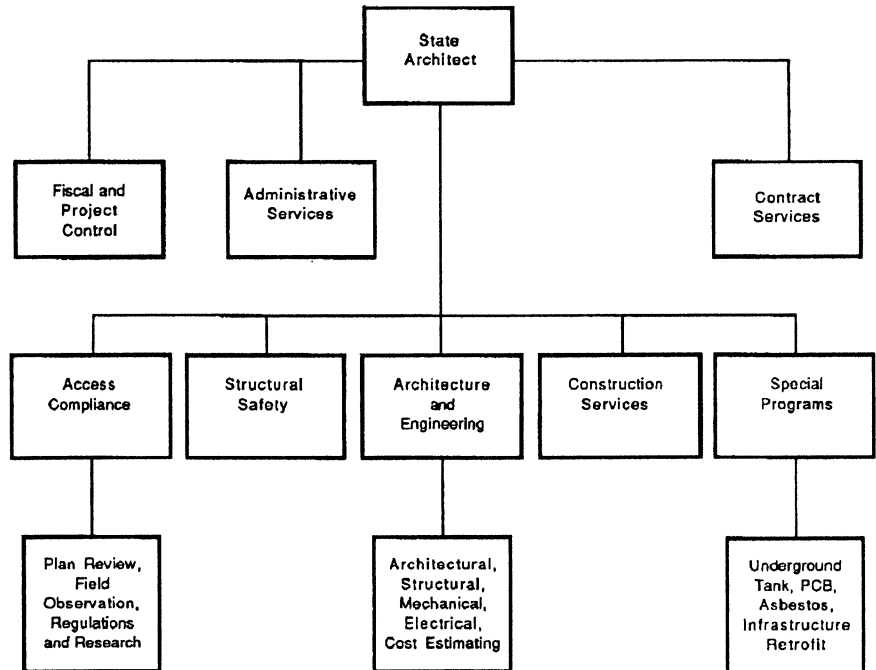 State
Architect
Fiscal and
Project
Control
Administrative
Services
Contract
Services
Access
Compliance
Structural
Safety
Architecture
and
Engineering
Construction
Services
Special
Programs
Plan Review,
Field
Observation,
Regulations
and Research
Architectural,
Structural,
Mechanical,
Electrical,
Cost Estimating
Underground
Tank, PCB,
Asbestos,
Infrastructure
Retrofit